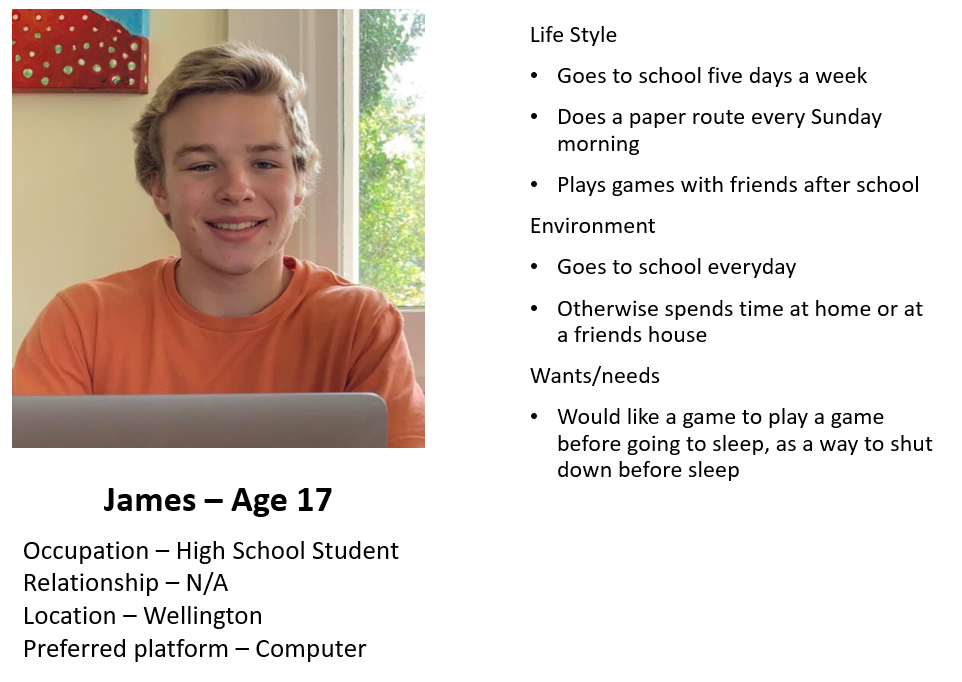 James – Age 17
Occupation – High School Student
Relationship – N/A
Location – Wellington
Preferred platform – Computer
Life Style
• Goes to school five days a week
• Does a paper route every Sunday
morning
• Plays games with friends after school
Environment
• Goes to school everyday
• Otherwise spends time at home or at
a friends house
Wants/needs
• Would like a game to play a game
before going to sleep, as a way to shut
down before sleep